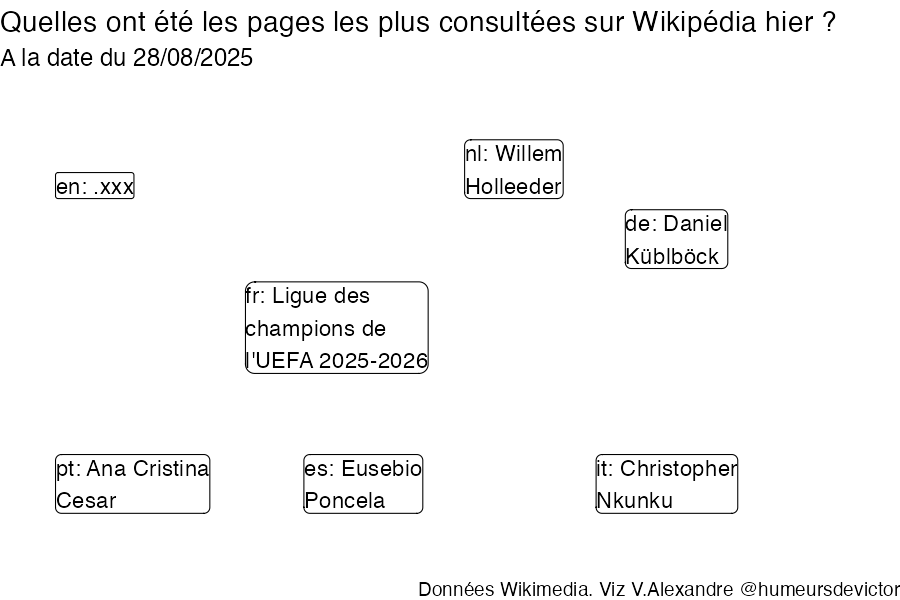 Quelles ont été les pages les plus consultées sur Wikipédia hier ?
A la date du 28/08/2025
nl: Willem
Holleeder
en: .xxx
de: Daniel
Küblböck
fr: Ligue des
champions de
l'UEFA 2025-2026
pt: Ana Cristina
Cesar
es: Eusebio
Poncela
it: Christopher
Nkunku
Données Wikimedia. Viz V.Alexandre @humeursdevictor